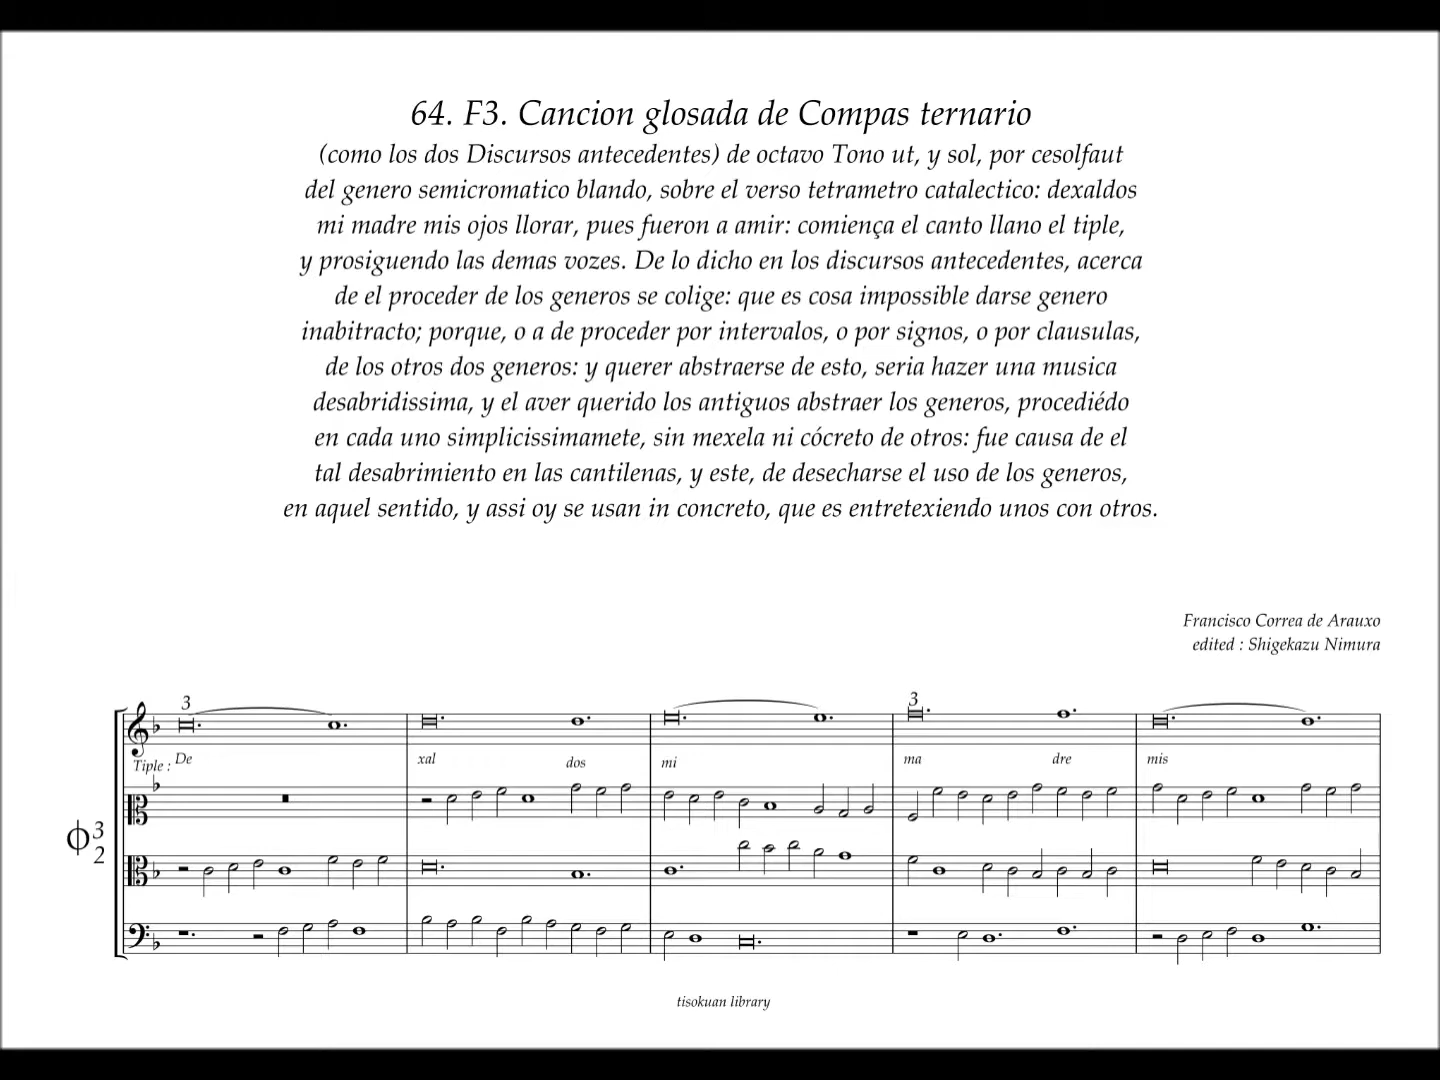 64. F3. Cancion glosada de Compas ternario
(como los dos Discursos antecedentes) de octavo Tono ut, y sol, por cesolfaut
del genero semicromatico blando, sobre el verso tetrametro catalectico: dexaldos
mi madre mis ojos llorar, pues fueron a amir: comiença el canto llano el tiple,
y prosiguendo las demas vozes. De lo dicho en los discursos antecedentes, acerca
de el proceder de los generos se colige: que es cosa impossible darse genero
inabitracto; porque, o a de proceder por intervalos, o por signos, o por clausulas,
de los otros dos generos: y querer abstraerse de esto, seria hazer una musica
desabridissima, y el aver querido los antiguos abstraer los generos, procediédo
en cada uno simplicissimamete, sin mexela ni cócreto de otros: fue causa de el
tal desabrimiento en las cantilenas, y este, de desecharse el uso de los generos,
en aquel sentido, y assi oy se usan in concreto, que es entretexiendo unos con otros.
Francisco Correa de Arauxo
edited : Shigekazu Nimura
3 3
Tiple : De xal dos mi ma dre mis
3
2
tisokuan library